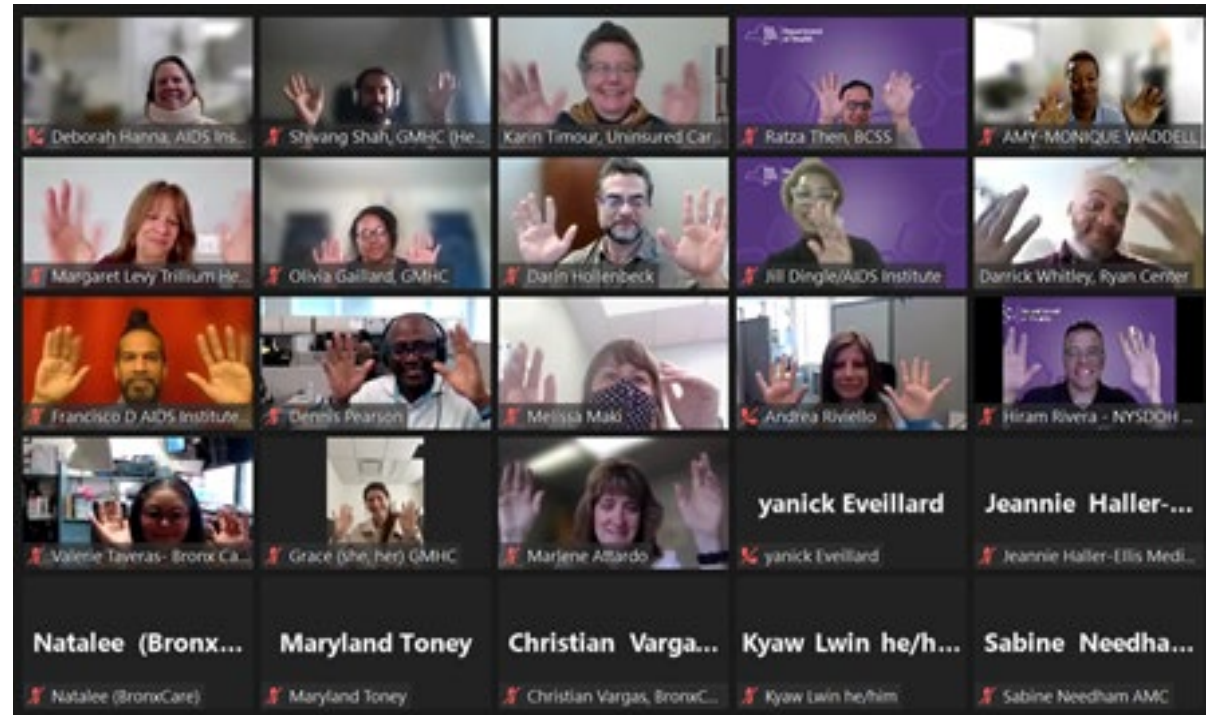 Department
of Health
Deborah Hanna, AIDS Ins...
Shivang Shah, GMHC (He...
Karin Timour, Uninsured Car...
Ratza Then, BCSS
AMY-MONIQUE WADDELL
Margaret Levy Trillium He...
Olivia Gaillard, GMHC
Darin Hollenbeck
Jill Dingle/AIDS Institute
Darrick Whitley, Ryan Center
Francisco D AIDS Institute...
Dennis Pearson
Melissa Maki
Andrea Riviello
Hiram Rivera - NYSDOH ...
Valerie Taveras- Bronx Ca...
Grace (she, her) GMHC
Marlene Attardo
yanick Eveillard
yanick Eveillard
Jeannie Haller-...
Jeannie Haller-Ellis Medi...
Natalee (Bronx...
Natalee (BronxCare)
Maryland Toney
Maryland Toney
Christian Varga...
Christian Vargas, BronxC...
Kyaw Lwin he/h...
Kyaw Lwin he/him
Sabine Needha...
Sabine Needham AMC